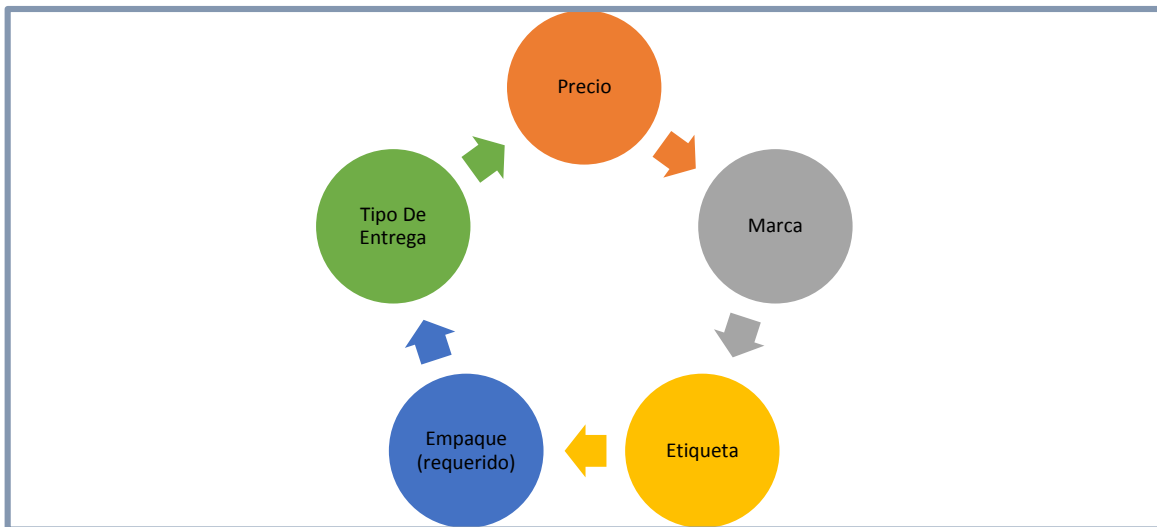 Precio
Marca
Etiqueta
Empaque
(requerido)
Tipo De
Entrega